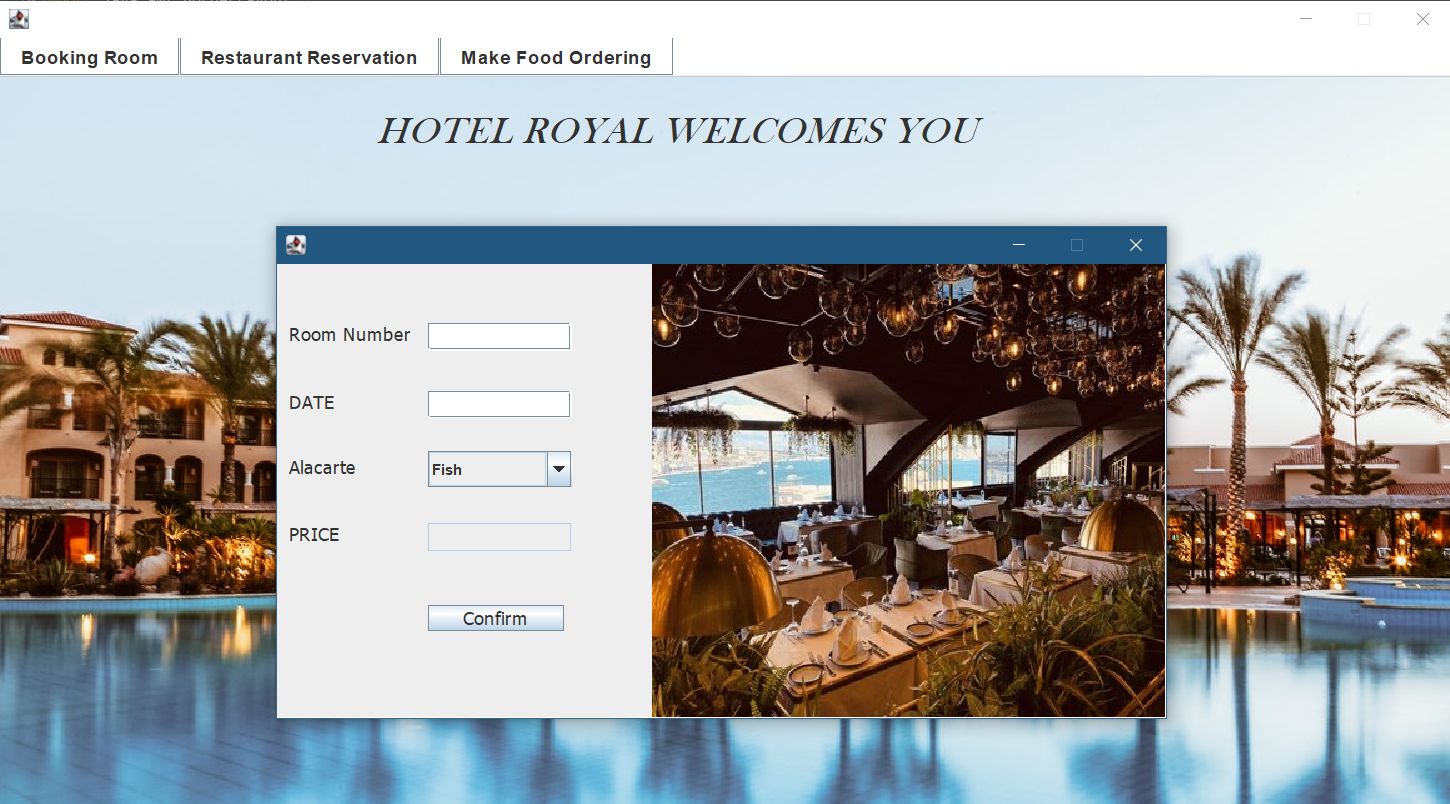 Booking Room
Restaurant Reservation
Make Food Ordering
HOTEL ROYAL WELCOMES YOU
Room Number
DATE
Alacarte
Fish
PRICE
Confirm